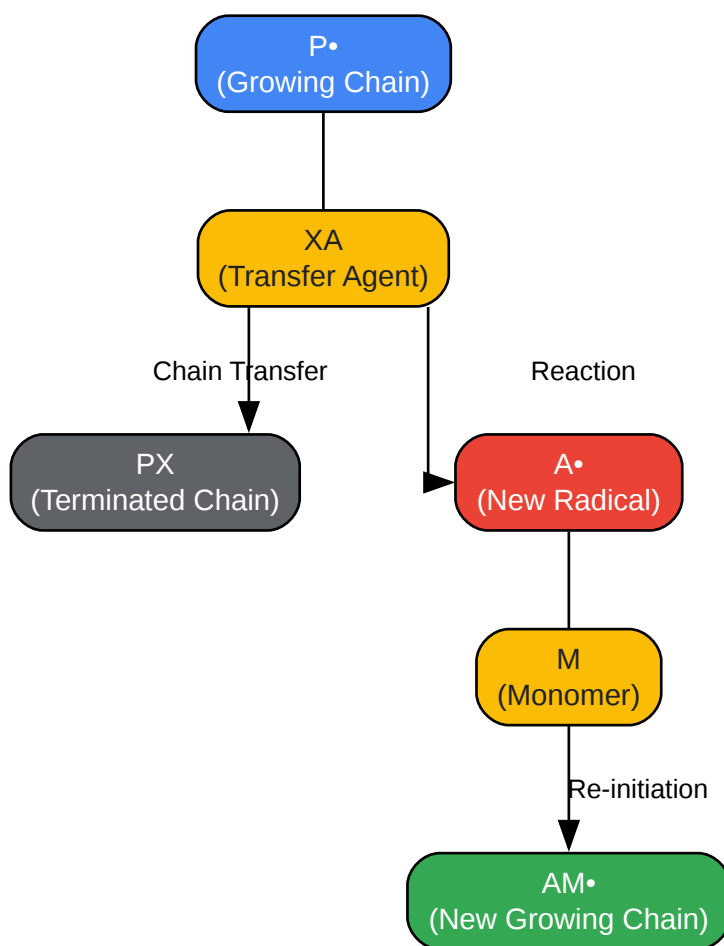 P•
(Growing Chain)
XA
(Transfer Agent)
Chain Transfer
Reaction
PX
(Terminated Chain)
A•
(New Radical)
M
(Monomer)
Re-initiation
AM•
(New Growing Chain)